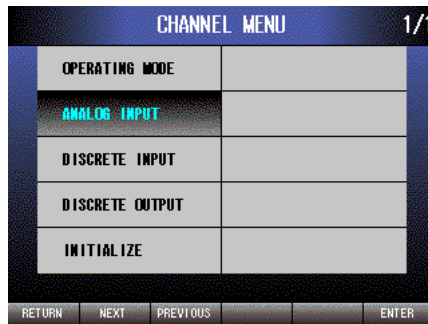 CHANNEL MENU 1/1
OPERATING MODE
ANALOG INPUT
DISCRETE INPUT
DISCRETE OUTPUT
INITIALIZE
RETURN NEXT PREVIOUS ENTER